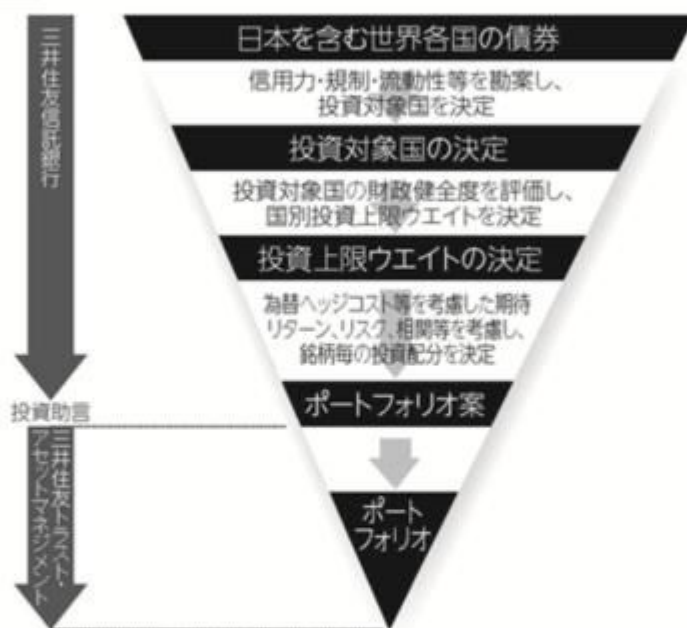 三井住友信託銀行
投資助言
三井住友トラスト・
アセットマネジメント
日本を含む世界各国の債券
信用力・規制・流動性等を勘案し、
投資対象国を決定
投資対象国の決定
投資対象国の財政健全度を評価し、
国別投資上限ウエイトを決定
投資上限ウエイトの決定
為替ヘッジコスト等を考慮した期待
リターン、リスク、相関等を考慮し、
銘柄毎の投資配分を決定
ポートフォリオ案
ポート
フォリオ